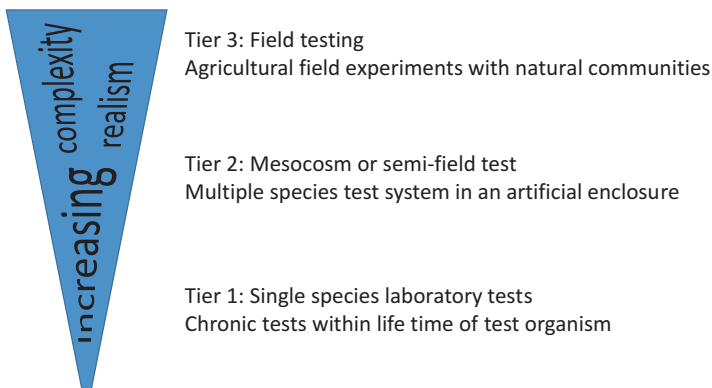 increasing
complexity
realism
Tier 3: Field testing
Agricultural field experiments with natural communities
Tier 2: Mesocosm or semi-field test
Multiple species test system in an artificial enclosure
Tier 1: Single species laboratory tests
Chronic tests within life time of test organism